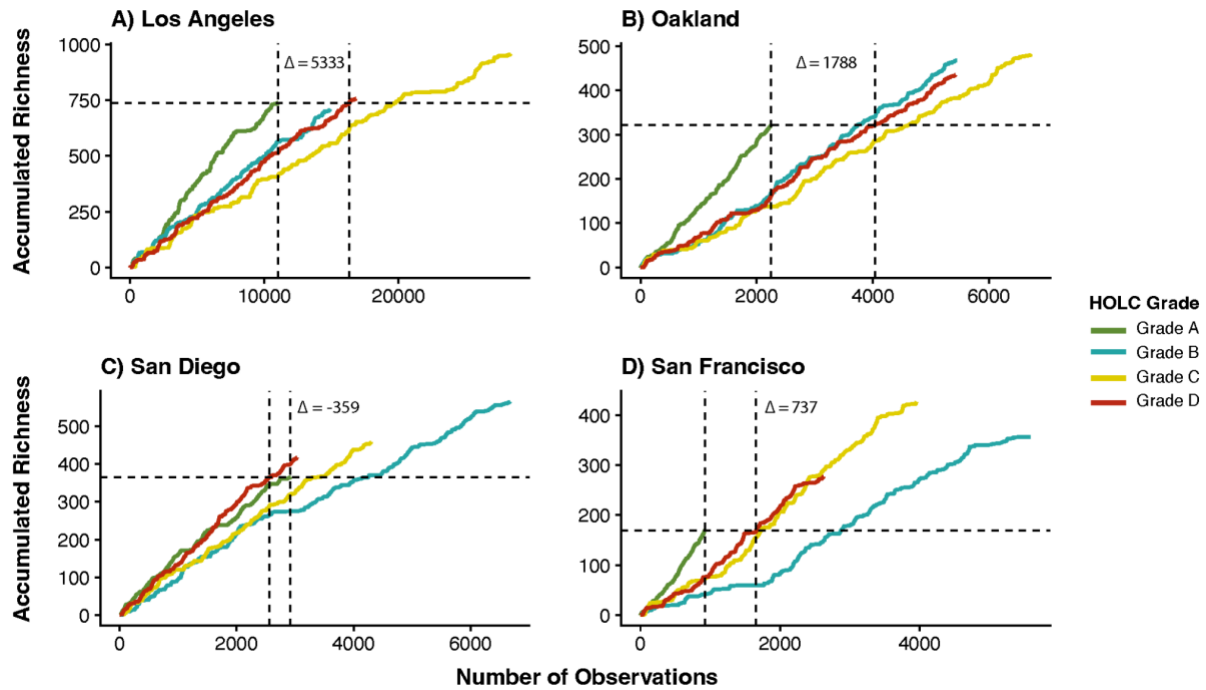 A) Los Angeles
B) Oakland
Accumulated Richness
1000
750
500
250
0
Δ = 5333
0
10000
20000
500
400
300
200
100
0
Δ = 1788
0
2000
4000
6000
HOLC Grade
Grade A
Grade B
Grade C
Grade D
C) San Diego
D) San Francisco
Accumulated Richness
500
400
300
200
100
0
Δ = -359
0
2000
4000
6000
400
300
200
100
0
Δ = 737
0
2000
4000
Number of Observations